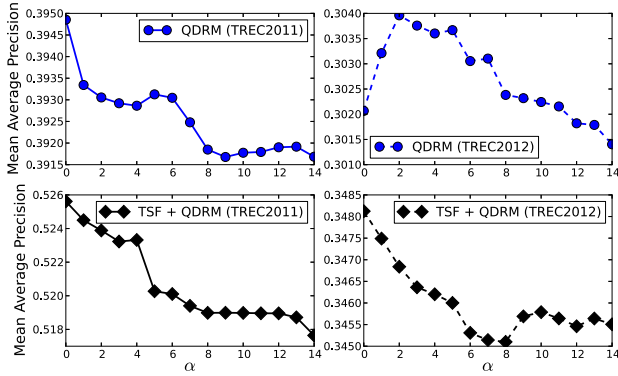 Mean Average Precision
0.3950
0.3945
0.3940
0.3935
0.3930
0.3925
0.3920
0.3915
QDRM (TREC2011)
0 2 4 6 8 10 12 14
0.3040
0.3035
0.3030
0.3025
0.3020
0.3015
0.3010
QDRM (TREC2012)
0 2 4 6 8 10 12 14
Mean Average Precision
0.526
0.524
0.522
0.520
0.518
TSF + QDRM (TREC2011)
0 2 4 6 8 10 12 14
α
0.3485
0.3480
0.3475
0.3470
0.3465
0.3460
0.3455
0.3450
TSF + QDRM (TREC2012)
0 2 4 6 8 10 12 14
α